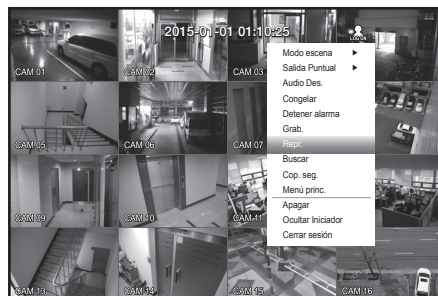 2015-01-01 01:10:25
LOG ON
CAM 01
CAM 02
CAM 03
Modo escena
Salida Puntual
Audio Des.
Congelar
Detener alarma
Grab.
Repr.
Buscar
Cop. seg.
Menú princ.
Apagar
Ocultar Iniciador
Cerrar sesión
CAM 05
CAM 06
CAM 07
CAM 09
CAM 10
CAM 11
CAM 13
CAM 14
CAM 15
CAM 16